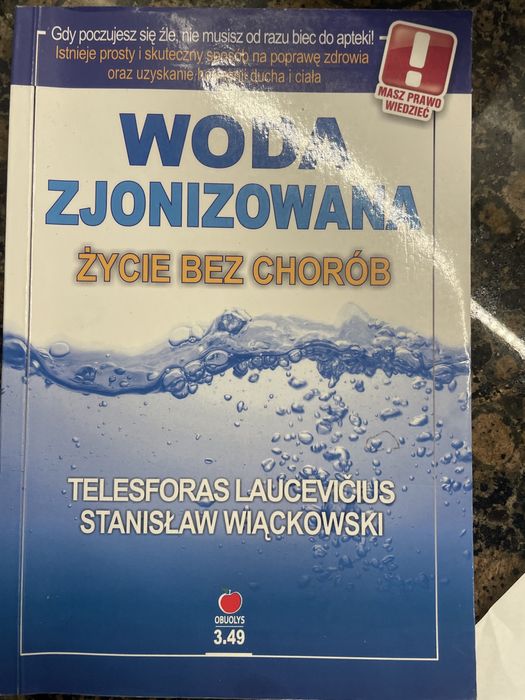 Gdy poczujesz się źle, nie musisz od razu biec do apteki!
Istnieje prosty i skuteczny sposób na poprawę zdrowia
oraz uzyskanie harmonii ducha i ciała
MASZ PRAWO
WIEDZIEĆ
WODA
ZJONIZOWANA
ŻYCIE BEZ CHORÓB
TELESFORAS LAUCEVIČIUS
STANISŁAW WIĄCKOWSKI
OBUOLYS
3.49